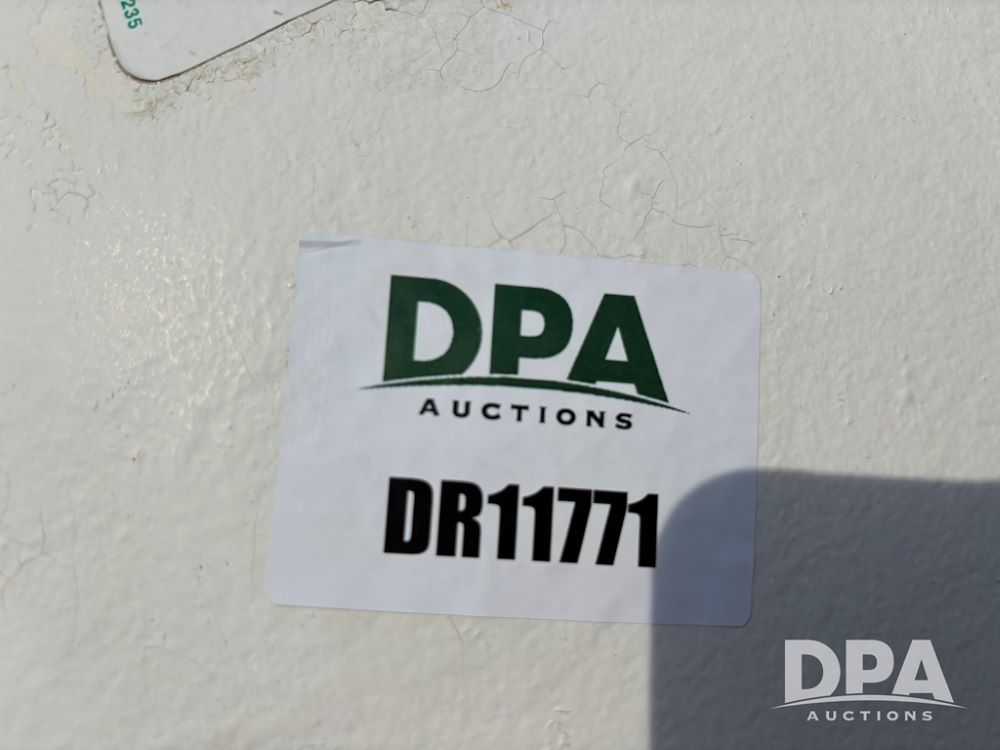 235
DPA
AUCTIONS
DR11771
DPA
AUCTIONS